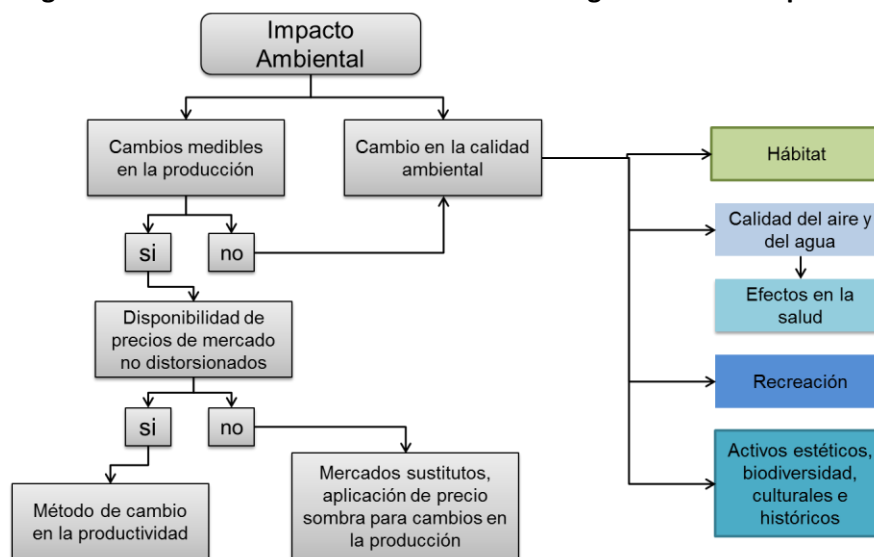 Impacto
Ambiental
Cambios medibles
en la producción
Cambio en la calidad
ambiental
Hábitat
Calidad del aire y
del agua
si
no
Efectos en la
salud
Disponibilidad de
precios de mercado
no distorsionados
Recreación
si
no
Activos estéticos,
biodiversidad,
culturales e
históricos
Mercados sustitutos,
aplicación de precio
sombra para cambios en
la producción
Método de cambio
en la productividad